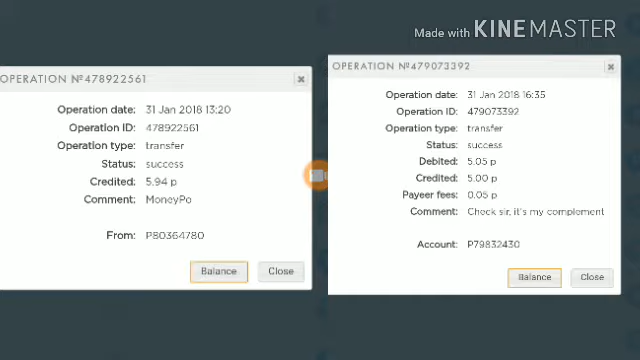 Made with KINEMASTER
OPERATION №478922561
Operation date: 31 Jan 2018 13:20
Operation ID: 478922561
Operation type: transfer
Status: success
Credited: 5.94 р
Comment: MoneyPo
From: P80364780
Balance Close
OPERATION №479073392
Operation date: 31 Jan 2018 16:35
Operation ID: 479073392
Operation type: transfer
Status: success
Debited: 5.05 р
Credited: 5.00 р
Payeer fees: 0.05 р
Comment: Check sir, it's my complement
Account: P79832430
Balance Close